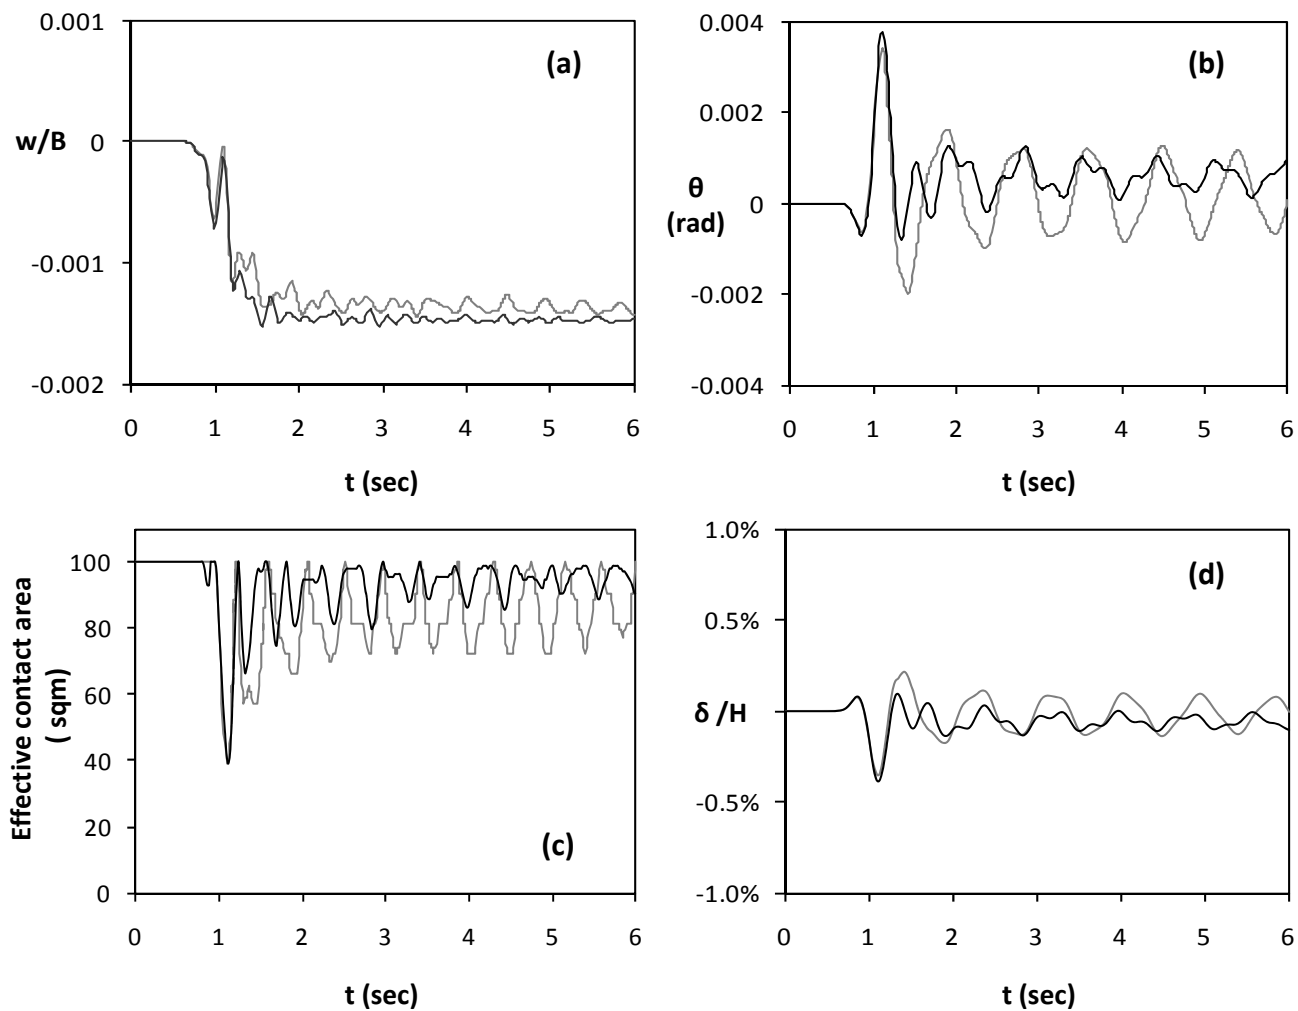 0.001
(a)
w/B
0
-0.001
-0.002
0 1 2 3 4 5 6
t (sec)
0.004
(b)
0.002
θ
(rad)
0
-0.002
-0.004
0 1 2 3 4 5 6
t (sec)
Effective contact area
( sqm)
100
80
60
40
20
0
(c)
0 1 2 3 4 5 6
t (sec)
1.0%
(d)
0.5%
δ /H
-0.5%
-1.0%
0 1 2 3 4 5 6
t (sec)